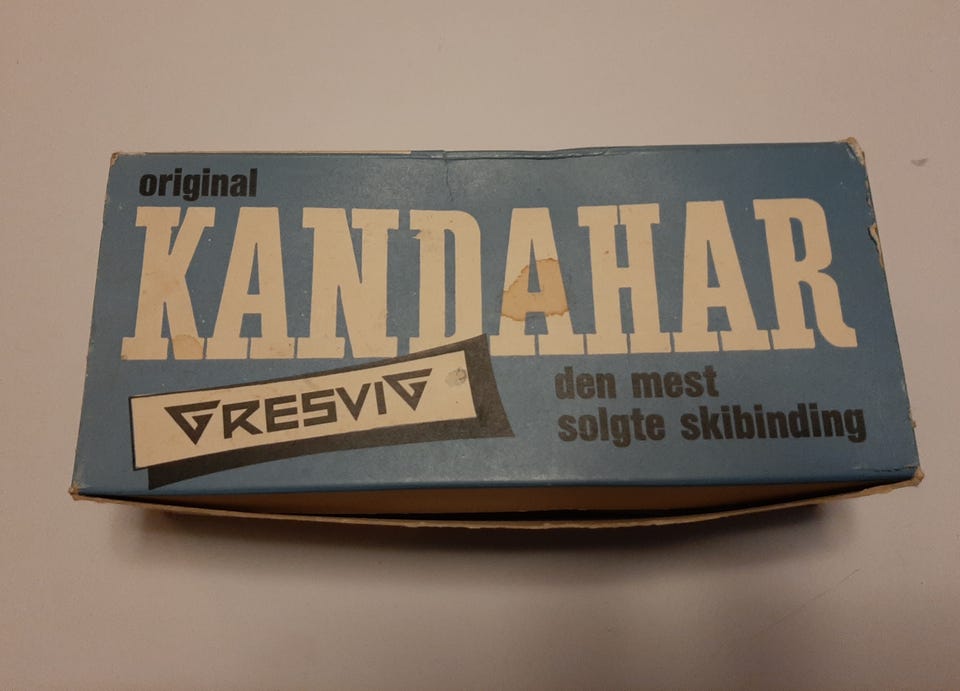 original
KANDAHAR
GRESVIG
den mest
solgte skibinding